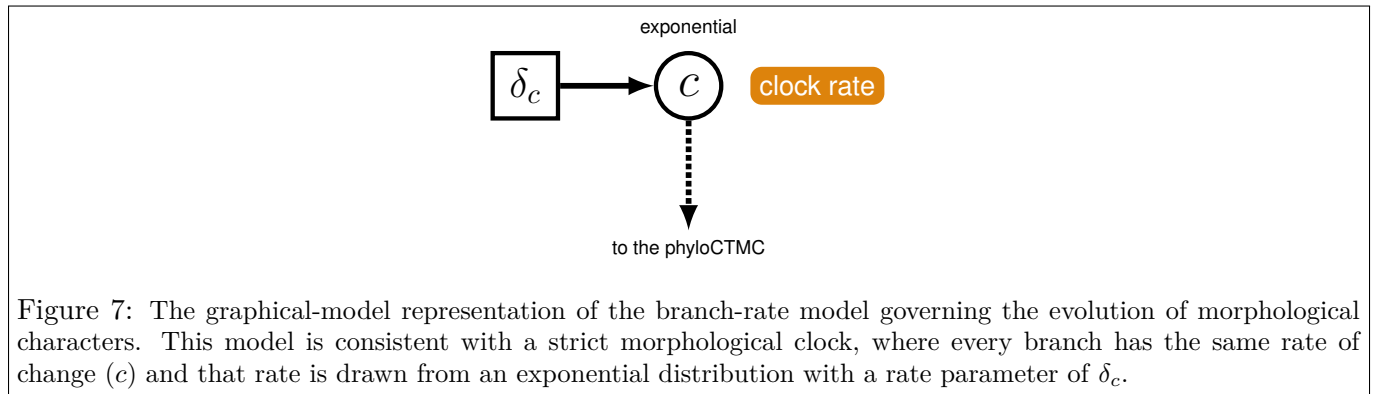 exponential
δ_c
c
clock rate
to the phyloCTMC
Figure 7: The graphical-model representation of the branch-rate model governing the evolution of morphological
characters. This model is consistent with a strict morphological clock, where every branch has the same rate of
change (c) and that rate is drawn from an exponential distribution with a rate parameter of δ_c.